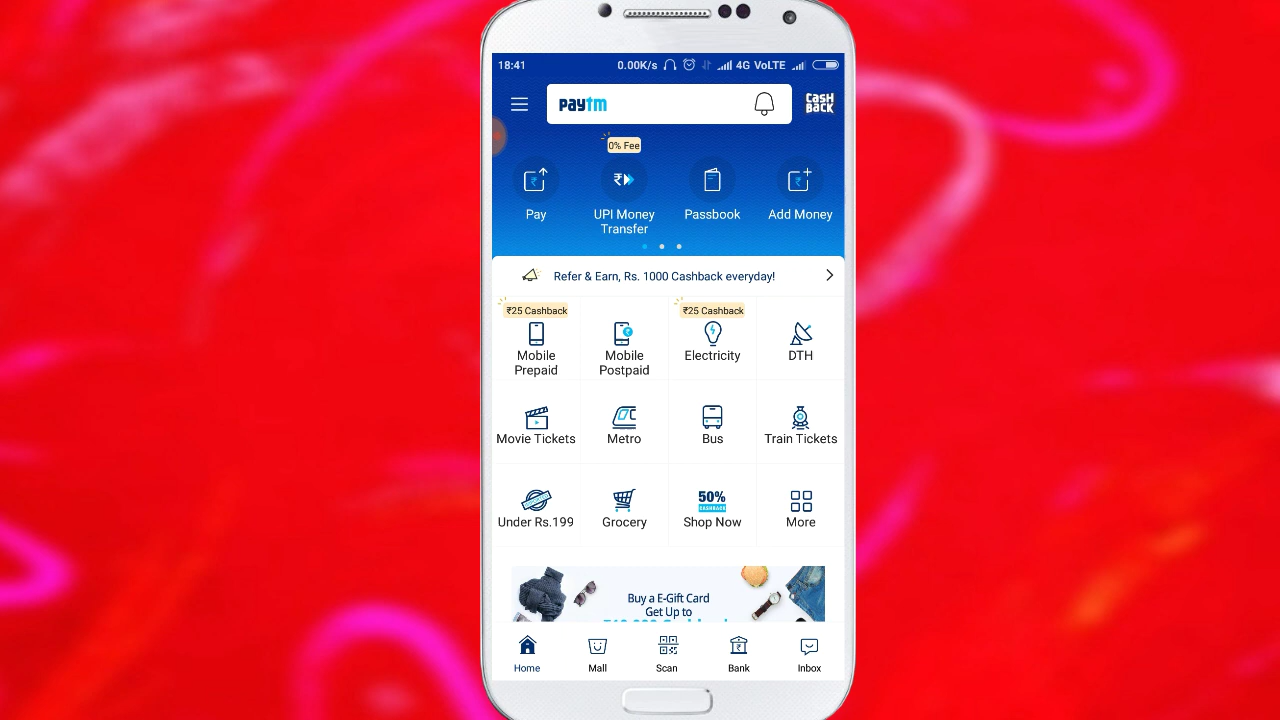 18:41 0.00K/s 4G VoLTE
paytm
CASH
BACK
0% Fee
Pay
UPI Money
Transfer
Passbook
Add Money
Refer & Earn, Rs. 1000 Cashback everyday!
₹25 Cashback
₹25 Cashback
Mobile
Prepaid
Mobile
Postpaid
Electricity
DTH
Movie Tickets
Metro
Bus
Train Tickets
50%
CASHBACK
Under Rs.199
Grocery
Shop Now
More
Buy a E-Gift Card
Get Up to
Home
Mall
Scan
Bank
Inbox